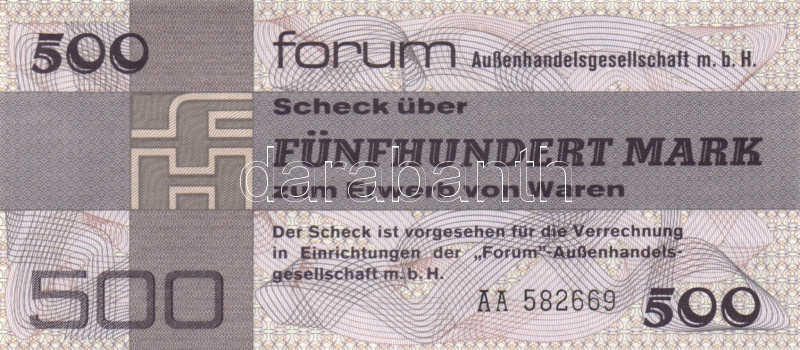 500 forum Außenhandelsgesellschaft m. b. H.
Scheck über
FÜNFHUNDERT MARK
darabanth
zum Erwerb von Waren
Der Scheck ist vorgesehen für die Verrechnung
in Einrichtungen der „Forum"-Außenhandels-
gesellschaft m. b. H.
500 AA 582669 500